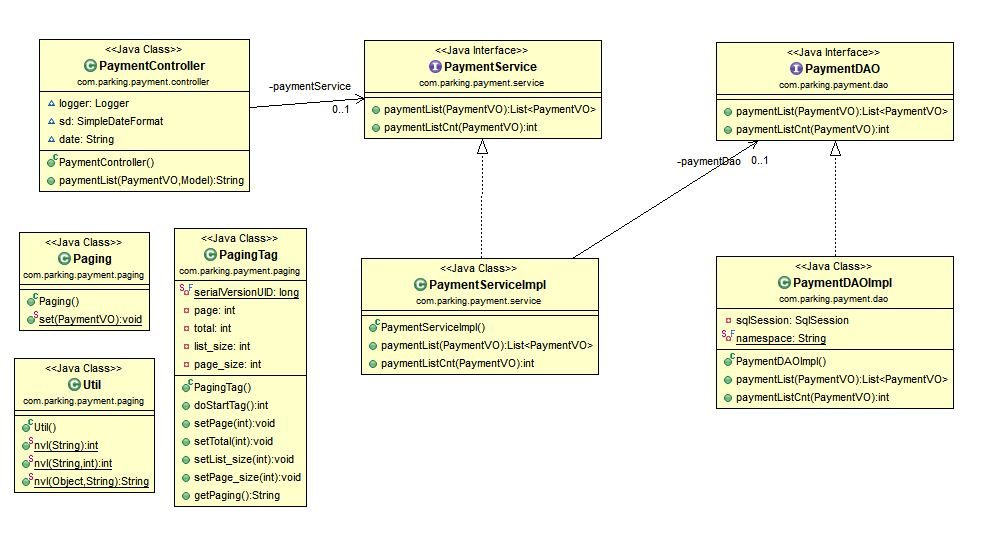 <<Java Class>>
PaymentController
com.parking.payment.controller
logger: Logger
sd: SimpleDateFormat
date: String
PaymentController()
paymentList(PaymentVO,Model):String
-paymentService
0..1
<<Java Interface>>
PaymentService
com.parking.payment.service
paymentList(PaymentVO):List<PaymentVO>
paymentListCnt(PaymentVO):int
<<Java Interface>>
PaymentDAO
com.parking.payment.dao
paymentList(PaymentVO):List<PaymentVO>
paymentListCnt(PaymentVO):int
-paymentDao
0..1
<<Java Class>>
Paging
com.parking.payment.paging
Paging()
set(PaymentVO):void
<<Java Class>>
PagingTag
com.parking.payment.paging
serialVersionUID: long
page: int
total: int
list_size: int
page_size: int
PagingTag()
doStartTag():int
setPage(int):void
setTotal(int):void
setList_size(int):void
setPage_size(int):void
getPaging():String
<<Java Class>>
PaymentServiceImpl
com.parking.payment.service
PaymentServiceImpl()
paymentList(PaymentVO):List<PaymentVO>
paymentListCnt(PaymentVO):int
<<Java Class>>
PaymentDAOImpl
com.parking.payment.dao
sqlSession: SqlSession
namespace: String
PaymentDAOImpl()
paymentList(PaymentVO):List<PaymentVO>
paymentListCnt(PaymentVO):int
<<Java Class>>
Util
com.parking.payment.paging
Util()
nvl(String):int
nvl(String,int):int
nvl(Object,String):String